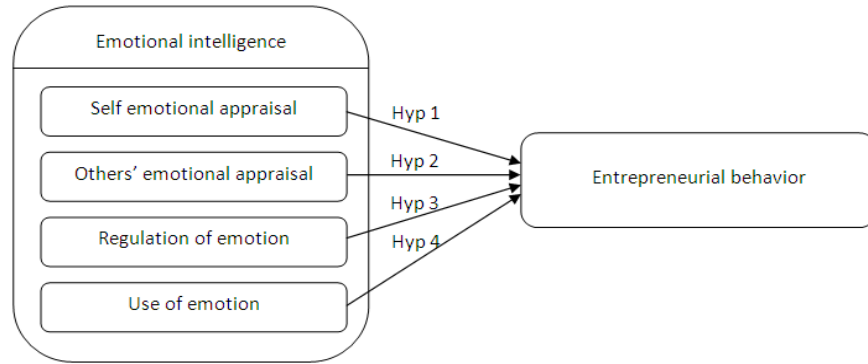 Emotional intelligence
Self emotional appraisal
Hyp 1
Others’ emotional appraisal
Hyp 2
Entrepreneurial behavior
Hyp 3
Regulation of emotion
Hyp 4
Use of emotion